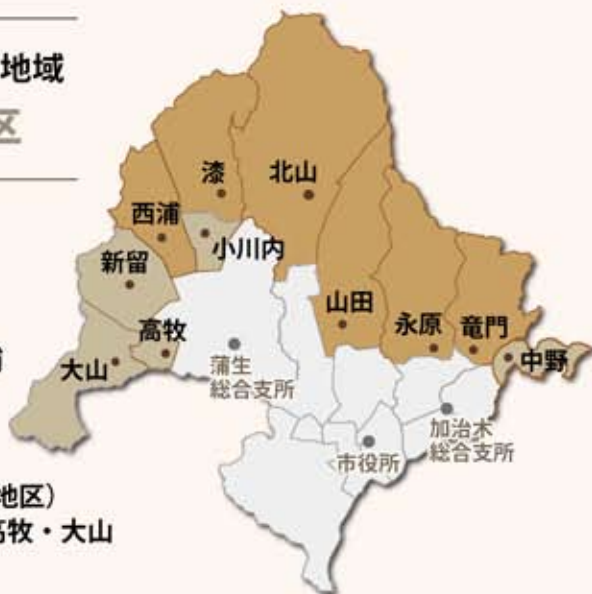 地域
区
漆
北山
西浦
小川内
新留
山田
永原
竜門
高牧
中野
大山
蒲生
総合支所
加治木
総合支所
市役所
地区）
高牧・大山